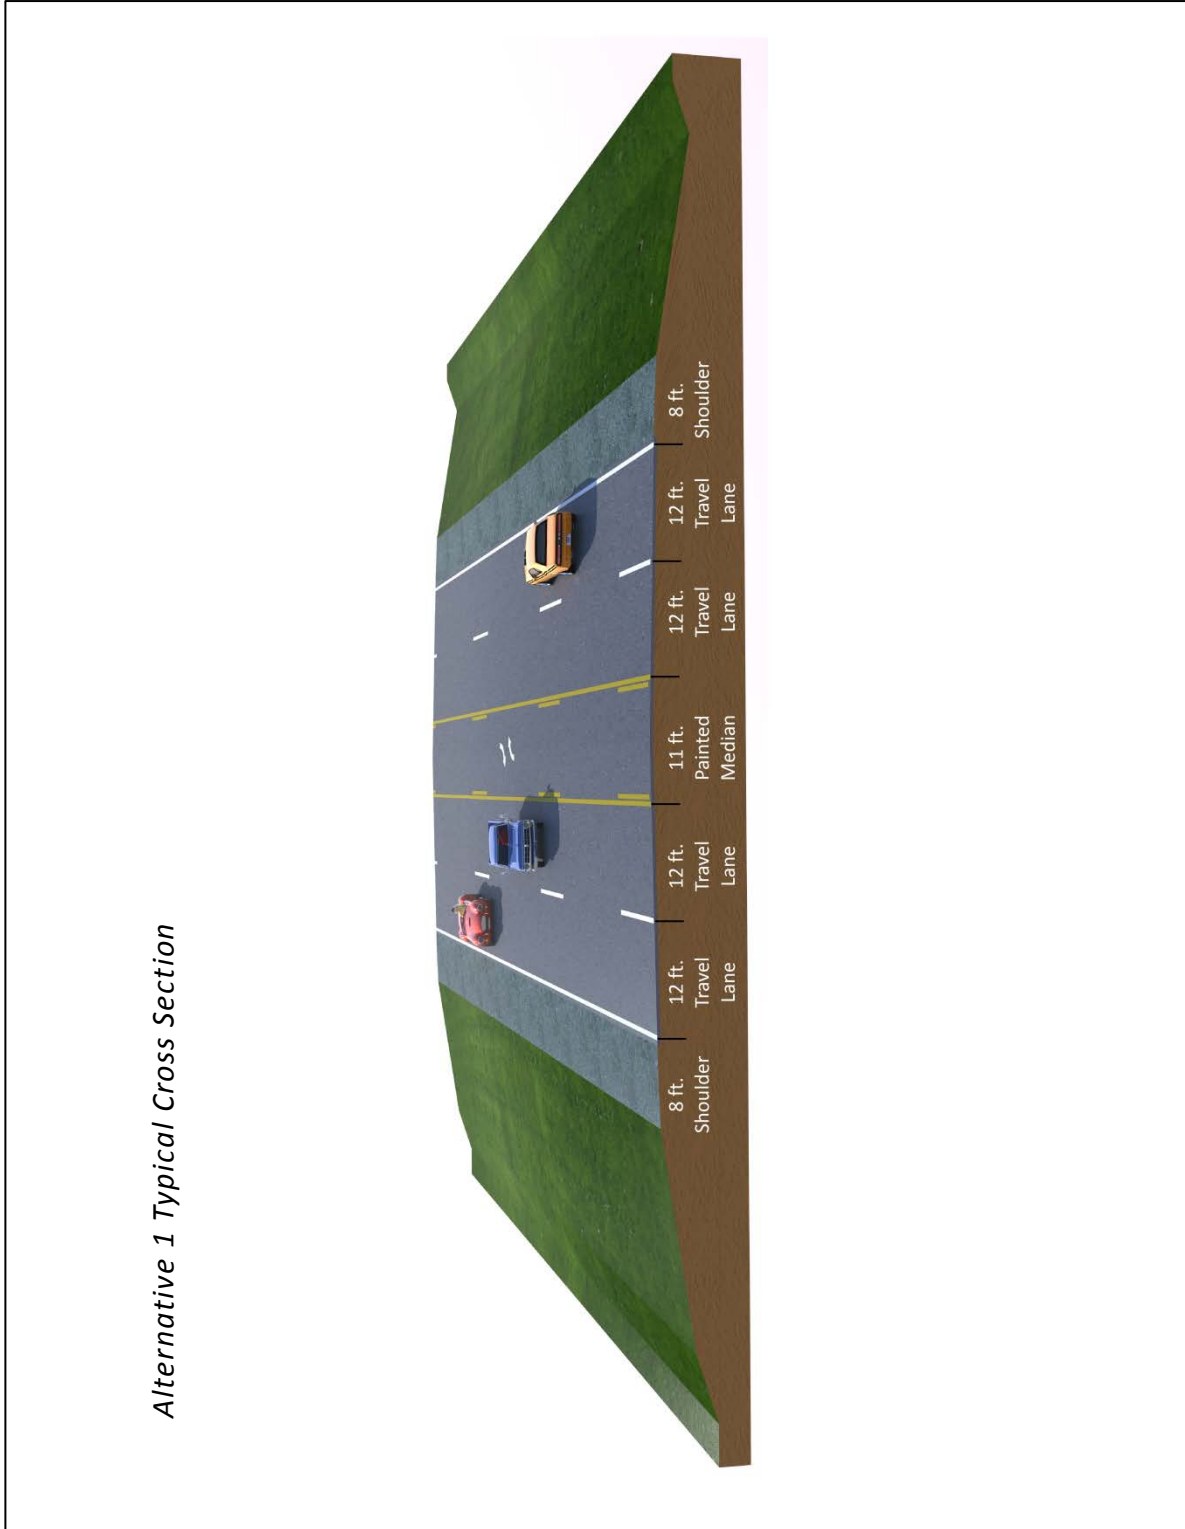 Alternative 1 Typical Cross Section
8 ft.
Shoulder
12 ft.
Travel
Lane
12 ft.
Travel
Lane
11 ft.
Painted
Median
12 ft.
Travel
Lane
12 ft.
Travel
Lane
8 ft.
Shoulder